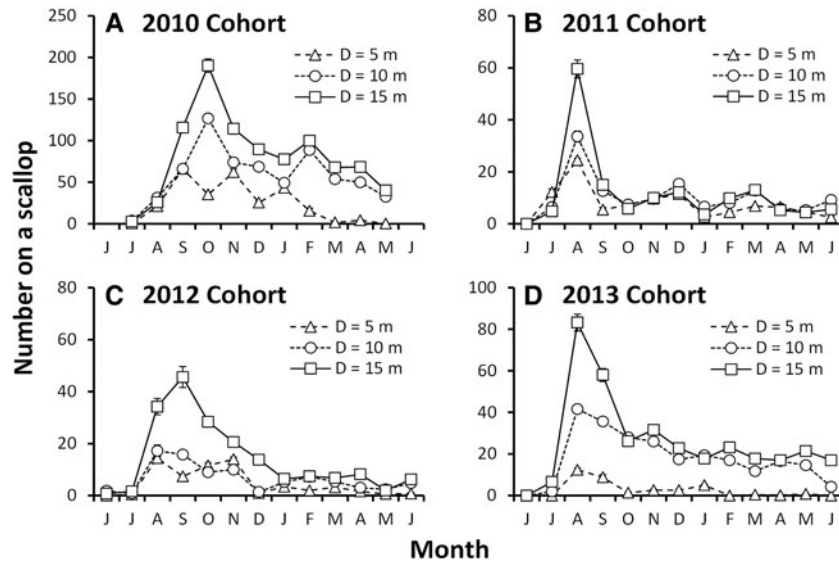 A 2010 Cohort
250
200
150
100
50
0
D = 5 m
D = 10 m
D = 15 m
J J A S O N D J F M A M J
B 2011 Cohort
80
60
40
20
0
D = 5 m
D = 10 m
D = 15 m
J J A S O N D J F M A M J
C 2012 Cohort
80
60
40
20
0
D = 5 m
D = 10 m
D = 15 m
J J A S O N D J F M A M J
D 2013 Cohort
100
80
60
40
20
0
D = 5 m
D = 10 m
D = 15 m
J J A S O N D J F M A M J
Number on a scallop
Month